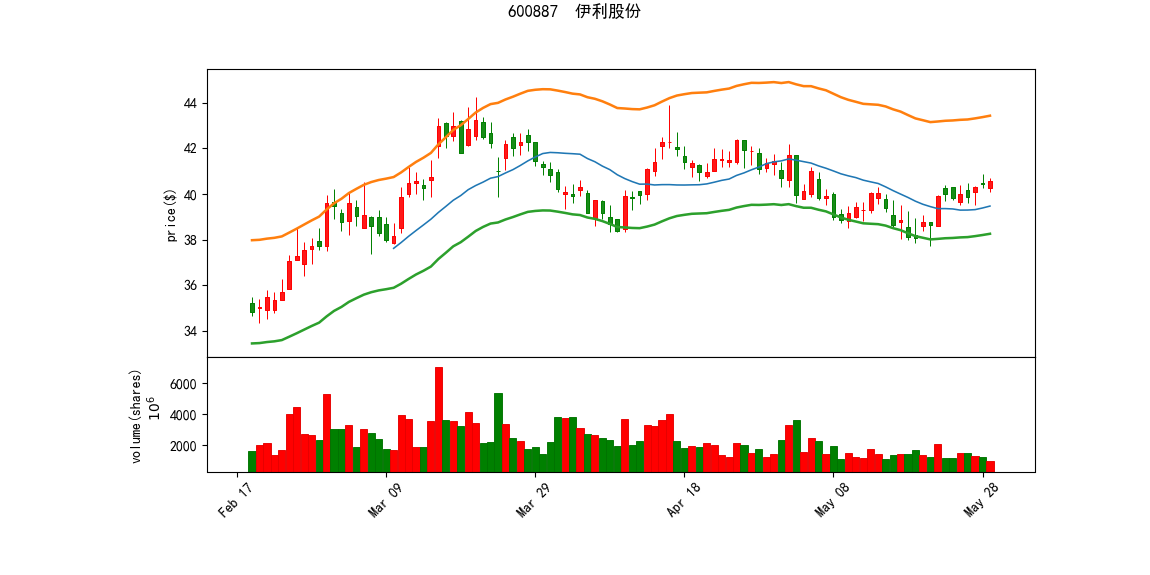 600887  伊利股份
price($)
44
42
40
38
36
34
volume(shares)
10^6
6000
4000
2000
Feb 17
Mar 09
Mar 29
Apr 18
May 08
May 28